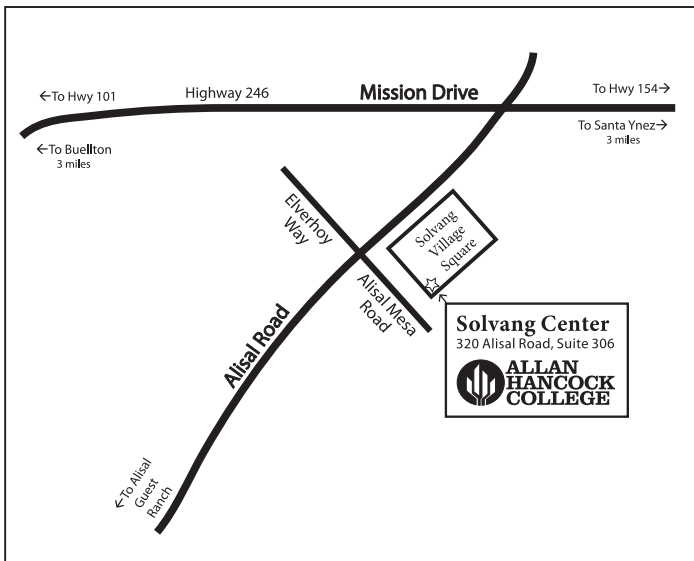 ←To Hwy 101
Highway 246
Mission Drive
To Hwy 154→
To Santa Ynez→
3 miles
←To Buellton
3 miles
Elverhoy
Way
Solvang
Village
Square
Alisal Mesa
Road
Alisal Road
Solvang Center
320 Alisal Road, Suite 306
ALLAN
HANCOCK
COLLEGE
←To Alisal
Guest
Ranch